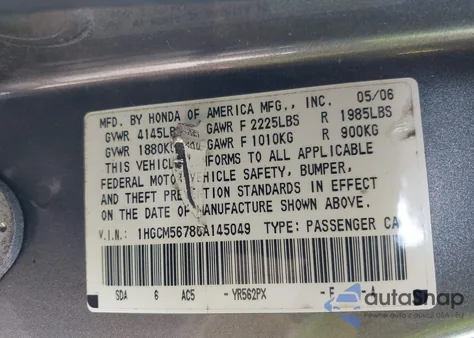 MFD. BY HONDA OF AMERICA MFG., INC. 05/06
GVWR 4145LBS GAWR F 2225LBS R 1985LBS
GVWR 1880KG GAWR F 1010KG R 900KG
THIS VEHICLE CONFORMS TO ALL APPLICABLE
FEDERAL MOTOR VEHICLE SAFETY, BUMPER,
AND THEFT PREVENTION STANDARDS IN EFFECT
ON THE DATE OF MANUFACTURE SHOWN ABOVE.
V.I.N.: 1HGCM56786A145049 TYPE: PASSENGER CAR
SDA 6 AC5 -YR562PX
autaShop